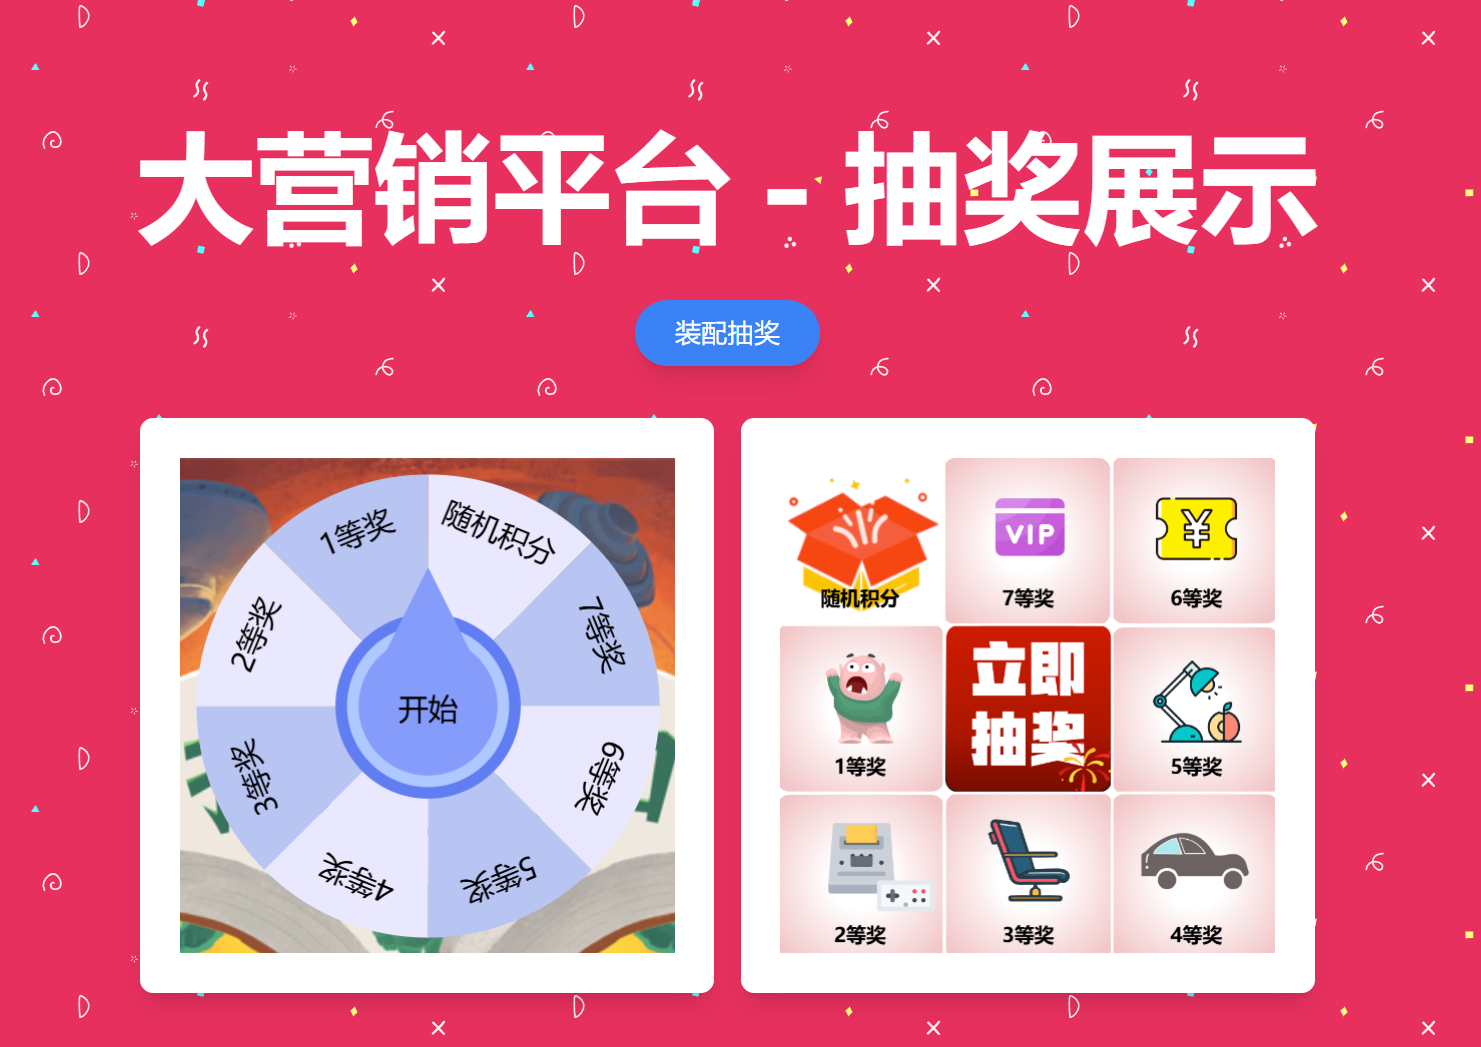 大营销平台 - 抽奖展示
装配抽奖
随机积分
7等奖
6等奖
5等奖
4等奖
3等奖
2等奖
1等奖
开始
随机积分
VIP
7等奖
¥
6等奖
1等奖
立即
抽奖
5等奖
2等奖
3等奖
4等奖